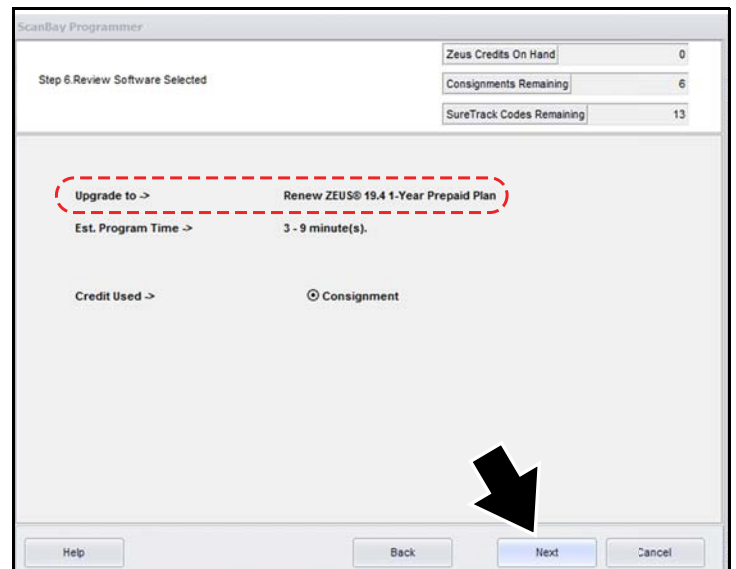 ScanBay Programmer
Step 6.Review Software Selected
Zeus Credits On Hand 0
Consignments Remaining 6
SureTrack Codes Remaining 13
Upgrade to -> Renew ZEUS® 19.4 1-Year Prepaid Plan
Est. Program Time -> 3 - 9 minute(s).
Credit Used -> Consignment
Help Back Next Cancel